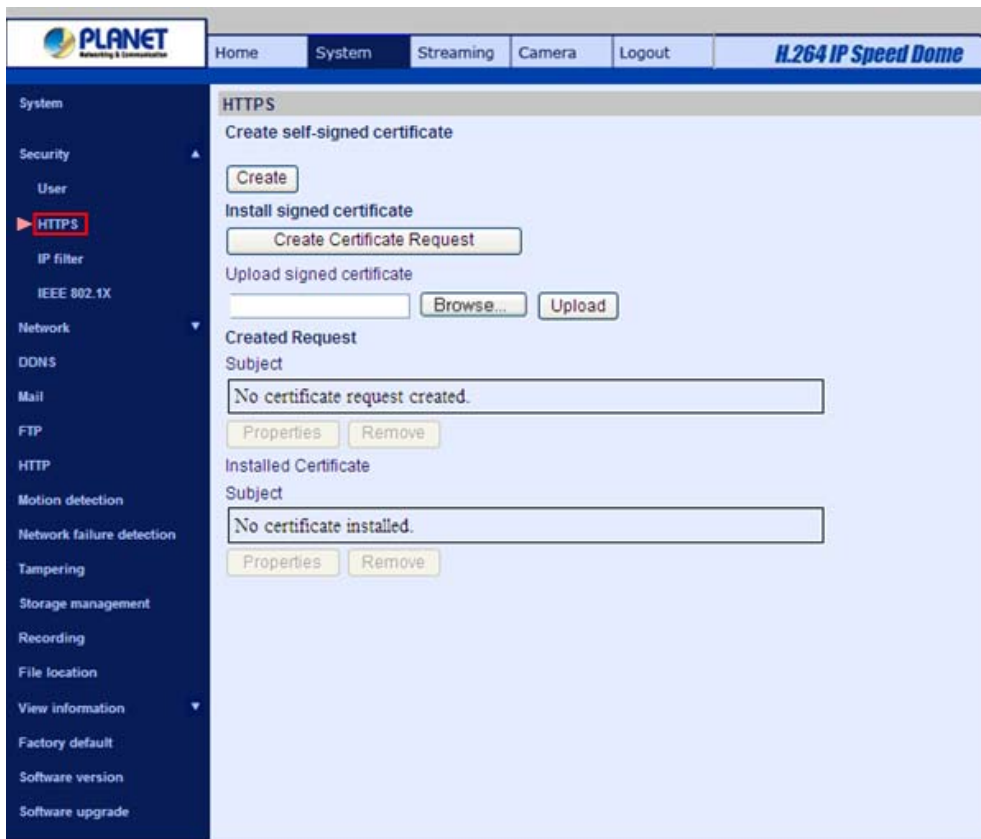 PLANET
Networking & Communication
Home System Streaming Camera Logout H.264 IP Speed Dome
System
Security
User
HTTPS
IP filter
IEEE 802.1X
Network
DDNS
Mail
FTP
HTTP
Motion detection
Network failure detection
Tampering
Storage management
Recording
File location
View information
Factory default
Software version
Software upgrade
HTTPS
Create self-signed certificate
Create
Install signed certificate
Create Certificate Request
Upload signed certificate
Browse... Upload
Created Request
Subject
No certificate request created.
Properties Remove
Installed Certificate
Subject
No certificate installed.
Properties Remove